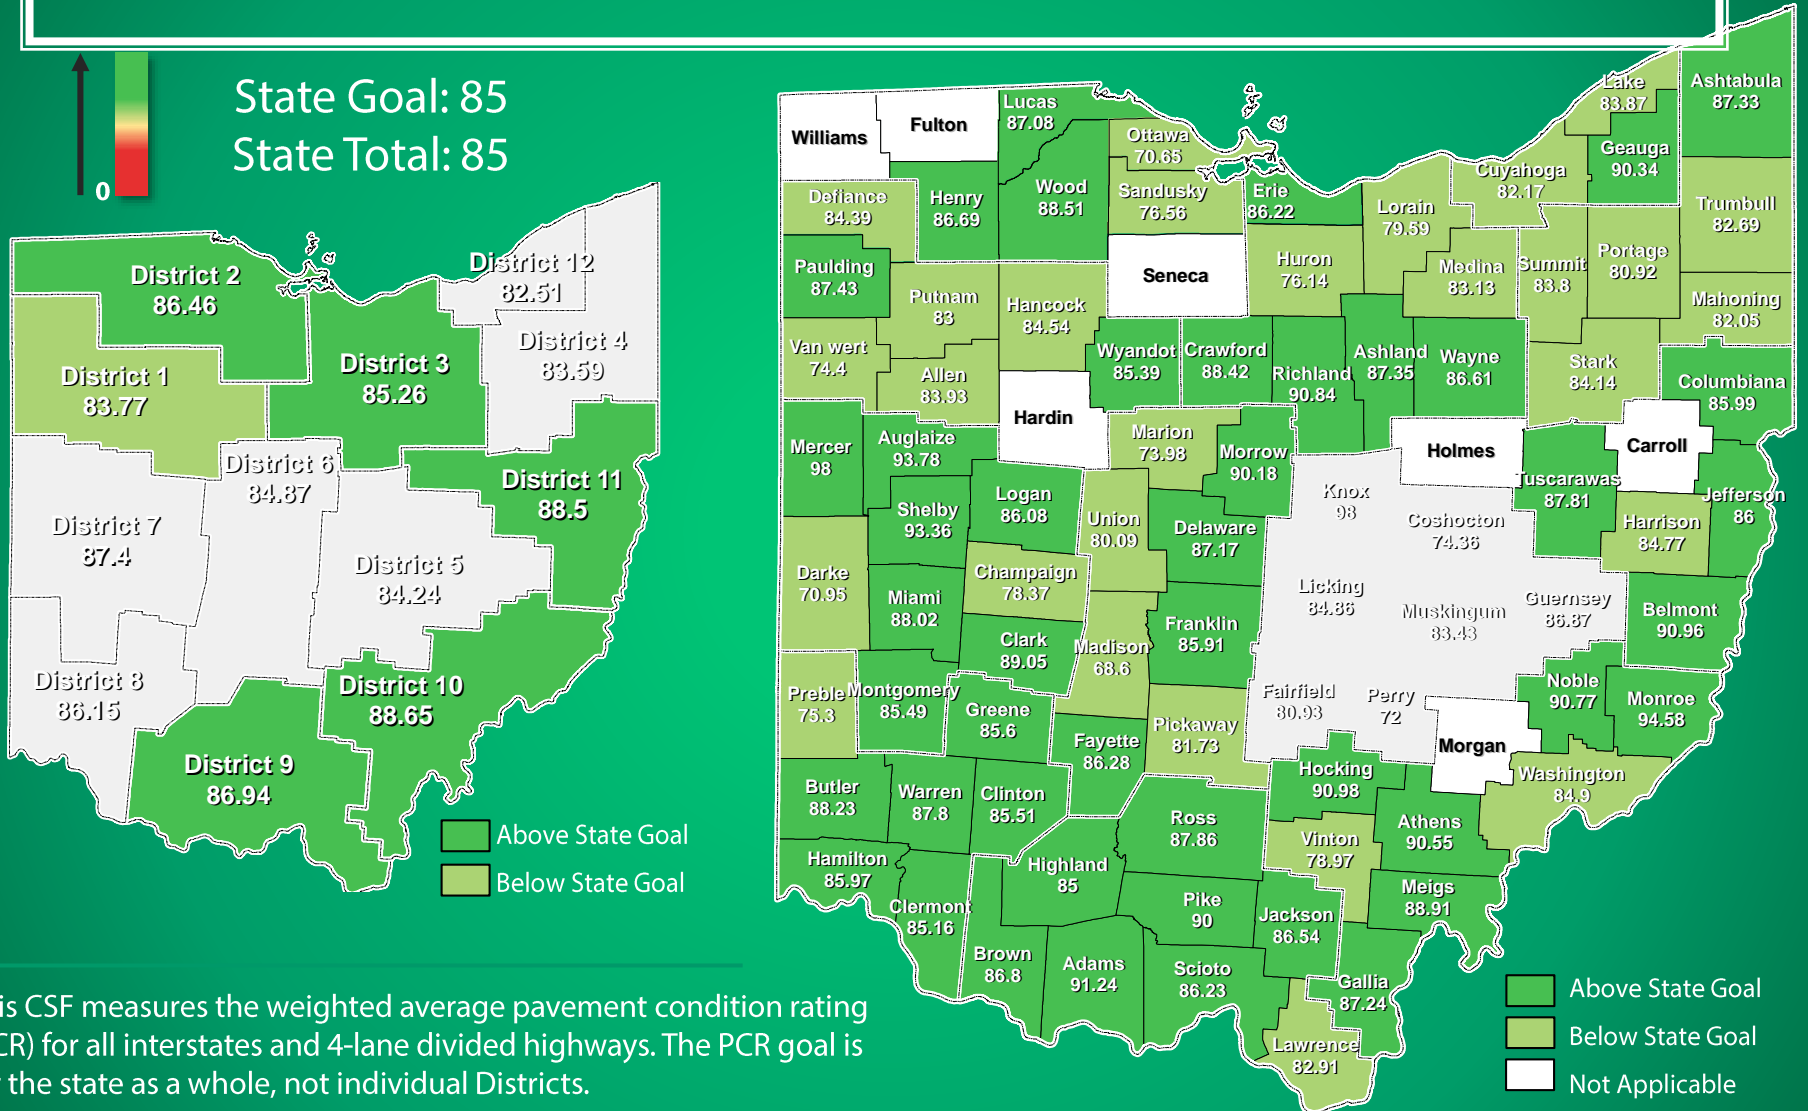 State Goal: 85
State Total: 85
0
District 2
86.46
District 12
82.51
District 3
85.26
District 4
83.59
District 1
83.77
District 6
84.87
District 11
88.5
District 7
87.4
District 5
84.24
District 8
86.15
District 10
88.65
District 9
86.94
Above State Goal
Below State Goal
is CSF measures the weighted average pavement condition rating
CR) for all interstates and 4-lane divided highways. The PCR goal is
the state as a whole, not individual Districts.
Williams
Fulton
Lucas
87.08
Ottawa
70.65
Lake
83.87
Ashtabula
87.33
Geauga
90.34
Cuyahoga
82.17
Defiance
84.39
Henry
86.69
Wood
88.51
Sandusky
76.56
Erie
86.22
Lorain
79.59
Trumbull
82.69
Paulding
87.43
Seneca
Huron
76.14
Medina
83.13
Summit
83.8
Portage
80.92
Putnam
83
Hancock
84.54
Mahoning
82.05
Van wert
74.4
Allen
83.93
Wyandot
85.39
Crawford
88.42
Richland
90.84
Ashland
87.35
Wayne
86.61
Stark
84.14
Columbiana
85.99
Hardin
Mercer
98
Auglaize
93.78
Marion
73.98
Morrow
90.18
Holmes
Carroll
Tuscarawas
87.81
Jefferson
86
Shelby
93.36
Logan
86.08
Union
80.09
Delaware
87.17
Knox
98
Coshocton
74.36
Harrison
84.77
Darke
70.95
Miami
88.02
Champaign
78.37
Franklin
85.91
Licking
84.86
Muskingum
83.43
Guernsey
86.87
Belmont
90.96
Clark
89.05
Madison
68.6
Preble
75.3
Montgomery
85.49
Greene
85.6
Fayette
86.28
Pickaway
81.73
Fairfield
80.93
Perry
72
Morgan
Noble
90.77
Monroe
94.58
Butler
88.23
Warren
87.8
Clinton
85.51
Ross
87.86
Hocking
90.98
Washington
84.9
Athens
90.55
Vinton
78.97
Hamilton
85.97
Clermont
85.16
Highland
85
Pike
90
Jackson
86.54
Meigs
88.91
Brown
86.8
Adams
91.24
Scioto
86.23
Gallia
87.24
Lawrence
82.91
Above State Goal
Below State Goal
Not Applicable